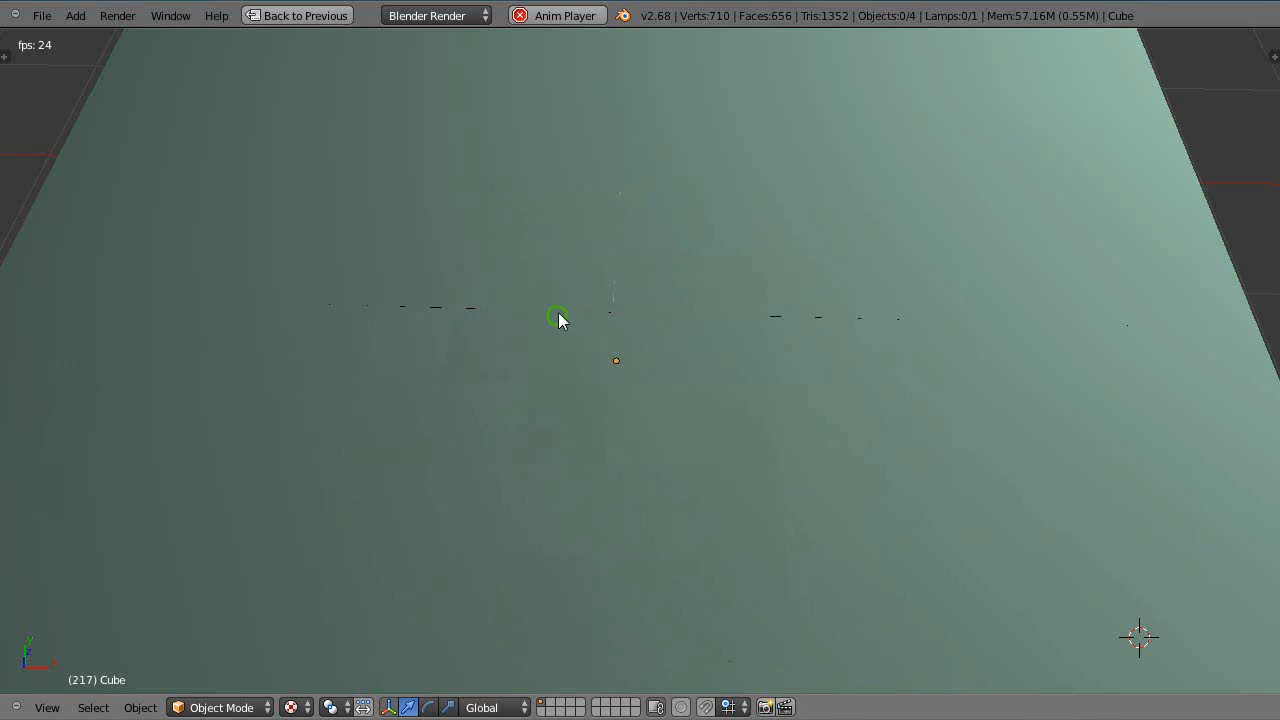 File Add Render Window Help Back to Previous Blender Render Anim Player v2.68 | Verts:710 | Faces:656 | Tris:1352 | Objects:0/4 | Lamps:0/1 | Mem:57.16M (0.55M) | Cube
fps: 24
y
z
x
(217) Cube
View Select Object Object Mode Global